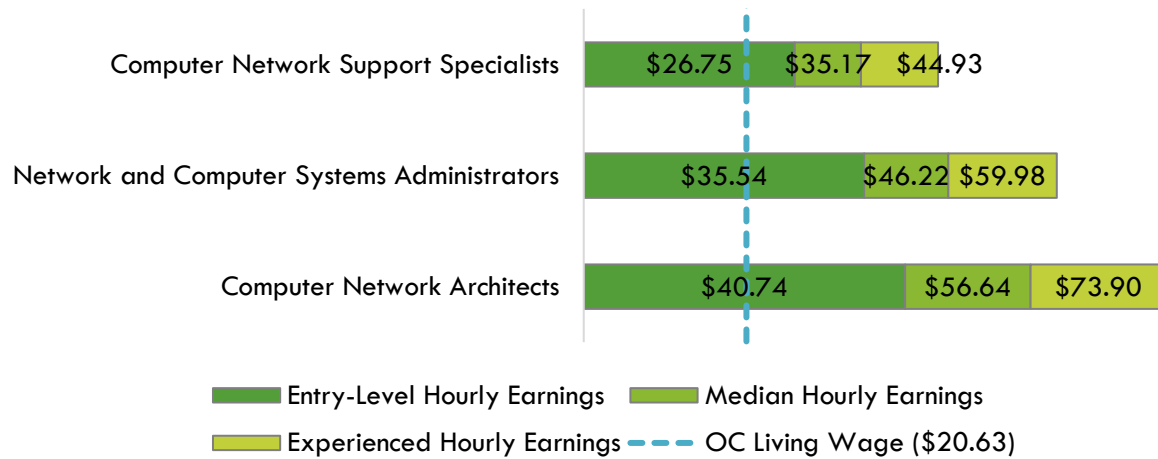 Computer Network Support Specialists $26.75 $35.17 $44.93
Network and Computer Systems Administrators $35.54 $46.22 $59.98
Computer Network Architects $40.74 $56.64 $73.90
Entry-Level Hourly Earnings Median Hourly Earnings
Experienced Hourly Earnings OC Living Wage ($20.63)